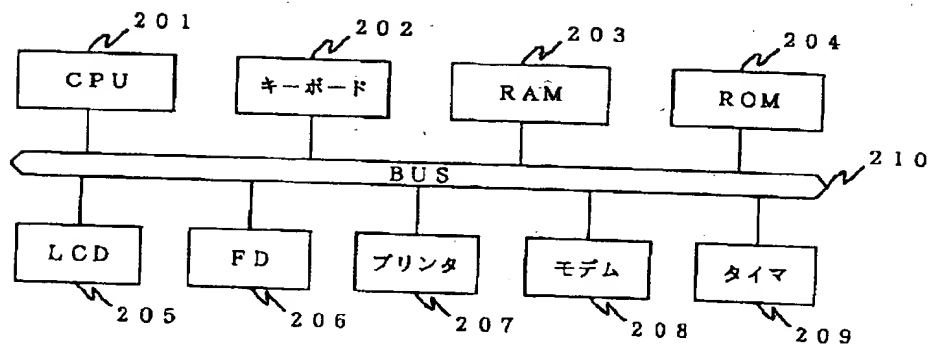 201 202 203 204
CPU キーボード RAM ROM
BUS 210
LCD FD プリンタ モデム タイマ
205 206 207 208 209